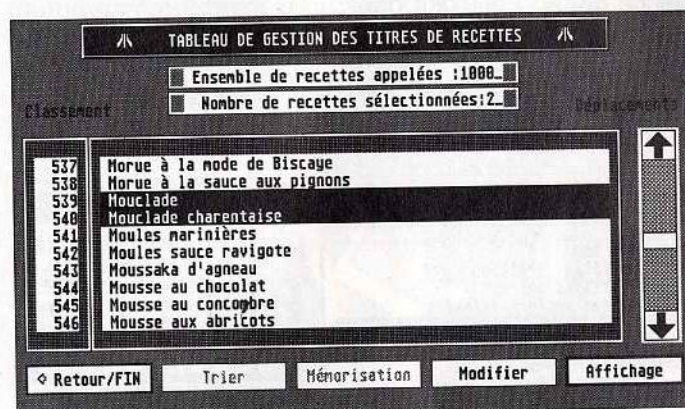 TABLEAU DE GESTION DES TITRES DE RECETTES
Ensemble de recettes appelées :1000_
Nombre de recettes sélectionnées:2_
Classement
Déplacements
537 Morue à la mode de Biscaye
538 Morue à la sauce aux pignons
539 Mouclade
540 Mouclade charentaise
541 Moules marinières
542 Moules sauce ravigote
543 Moussaka d'agneau
544 Mousse au chocolat
545 Mousse au concombre
546 Mousse aux abricots
◇ Retour/FIN
Trier
Mémorisation
Modifier
Affichage